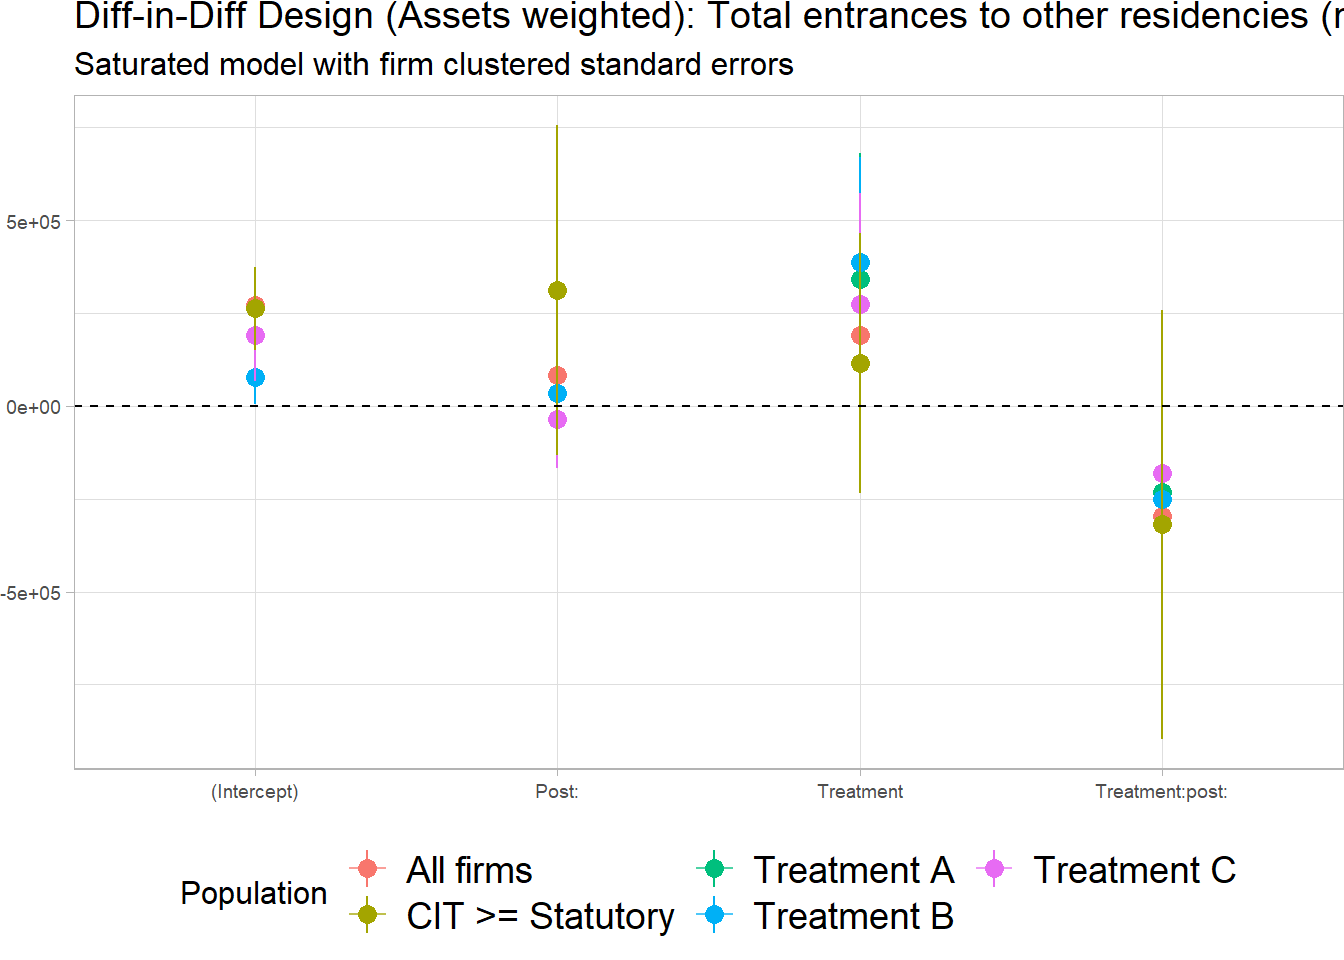 Diff-in-Diff Design (Assets weighted): Total entrances to other residencies (
Saturated model with firm clustered standard errors
5e+05
0e+00
-5e+05
(Intercept)
Post:
Treatment
Treatment:post:
Population
All firms
CIT >= Statutory
Treatment A
Treatment B
Treatment C